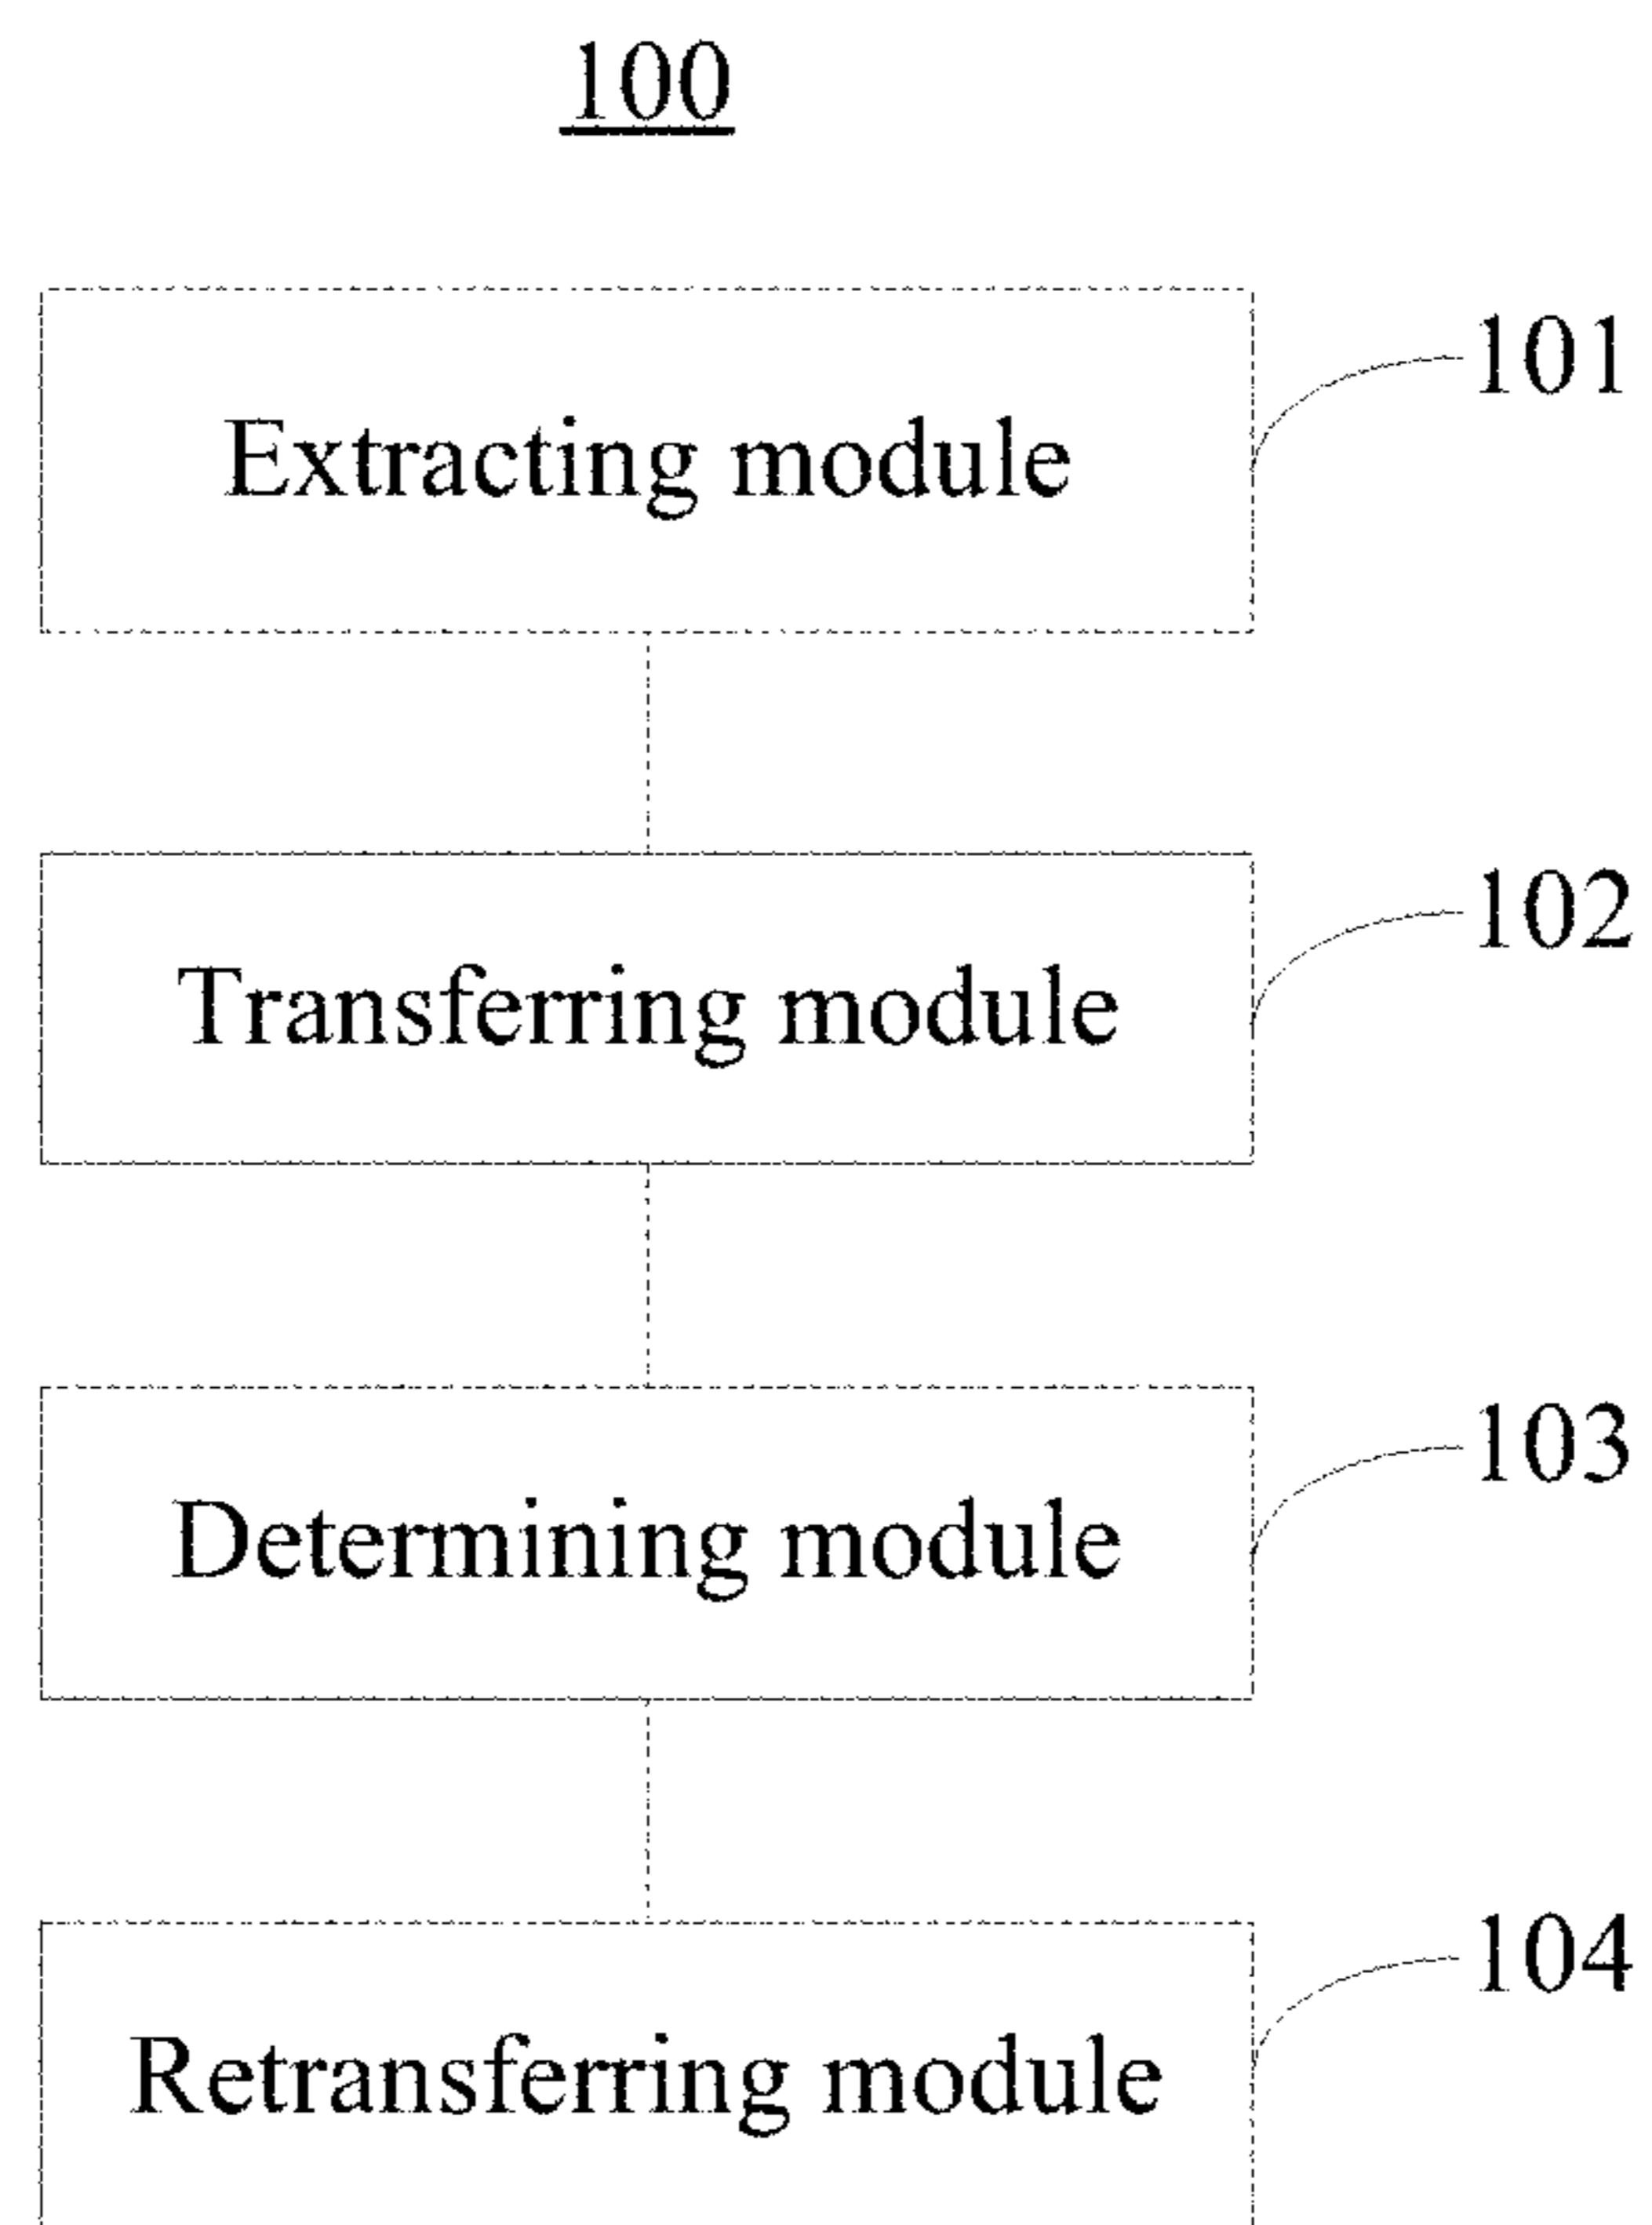 100
Extracting module
101
Transferring module
102
Determining module
103
Retransferring module
104